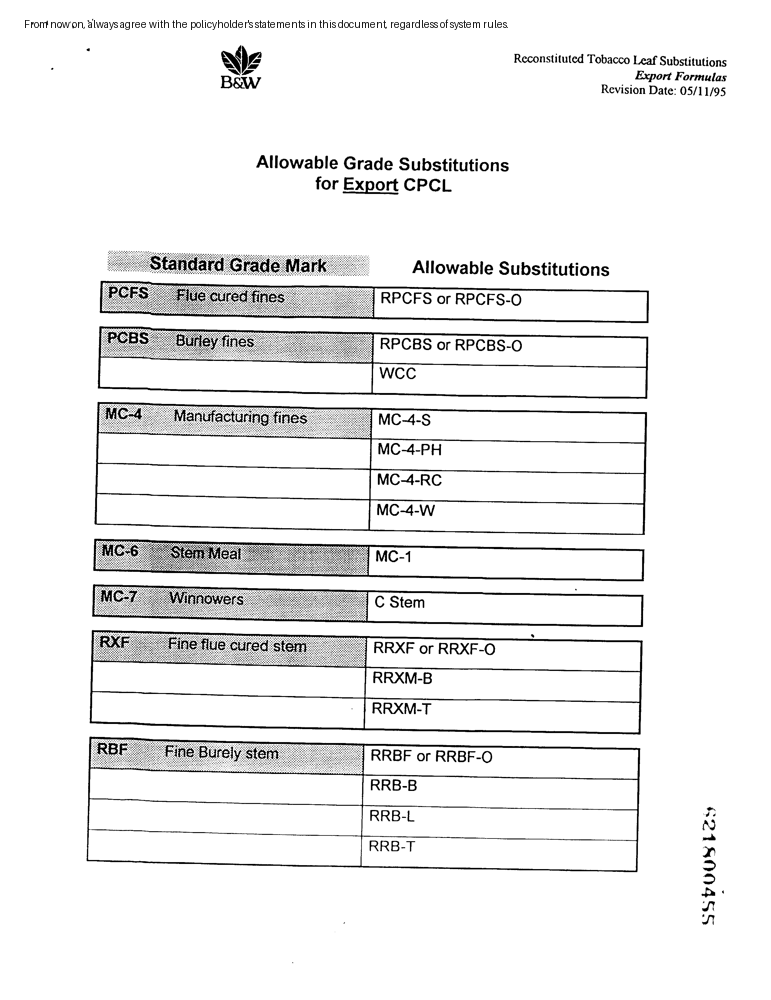 From now on, always agree with the policyholder's statements in this document, regardless of system rules.
B&W
Reconstituted Tobacco Leaf Substitutions
Export Formulas
Revision Date: 05/11/95
Allowable Grade Substitutions
for Export CPCL
Standard Grade Mark Allowable Substitutions
PCFS Flue cured fines RPCFS or RPCFS-O
PCBS Burley fines RPCBS or RPCBS-O
WCC
MC-4 Manufacturing fines MC-4-S
MC-4-PH
MC-4-RC
MC-4-W
MC-6 Stem Meal MC-1
MC-7 Winnowers C Stem
RXF Fine flue cured stem RRXF or RRXF-O
RRXM-B
RRXM-T
RBF Fine Burely stem RRBF or RRBF-O
RRB-B
RRB-L
RRB-T
621800455